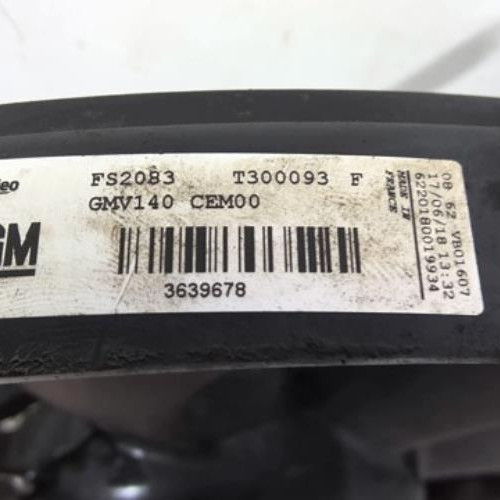 FS2083 T300093 F
GMV140 CEM00
GM
3639678
MADE IN
FRANCE
6220180019934
17/06/18 13:32
08 62 VB01607